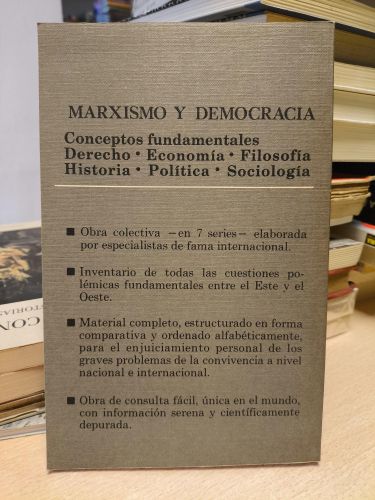 MARXISMO Y DEMOCRACIA
Conceptos fundamentales
Derecho • Economía • Filosofía
Historia • Política • Sociología
■ Obra colectiva —en 7 series— elaborada
por especialistas de fama internacional.
■ Inventario de todas las cuestiones po-
lémicas fundamentales entre el Este y el
Oeste.
■ Material completo, estructurado en forma
comparativa y ordenado alfabéticamente,
para el enjuiciamiento personal de los
graves problemas de la convivencia a nivel
nacional e internacional.
■ Obra de consulta fácil, única en el mundo,
con información serena y científicamente
depurada.
CON